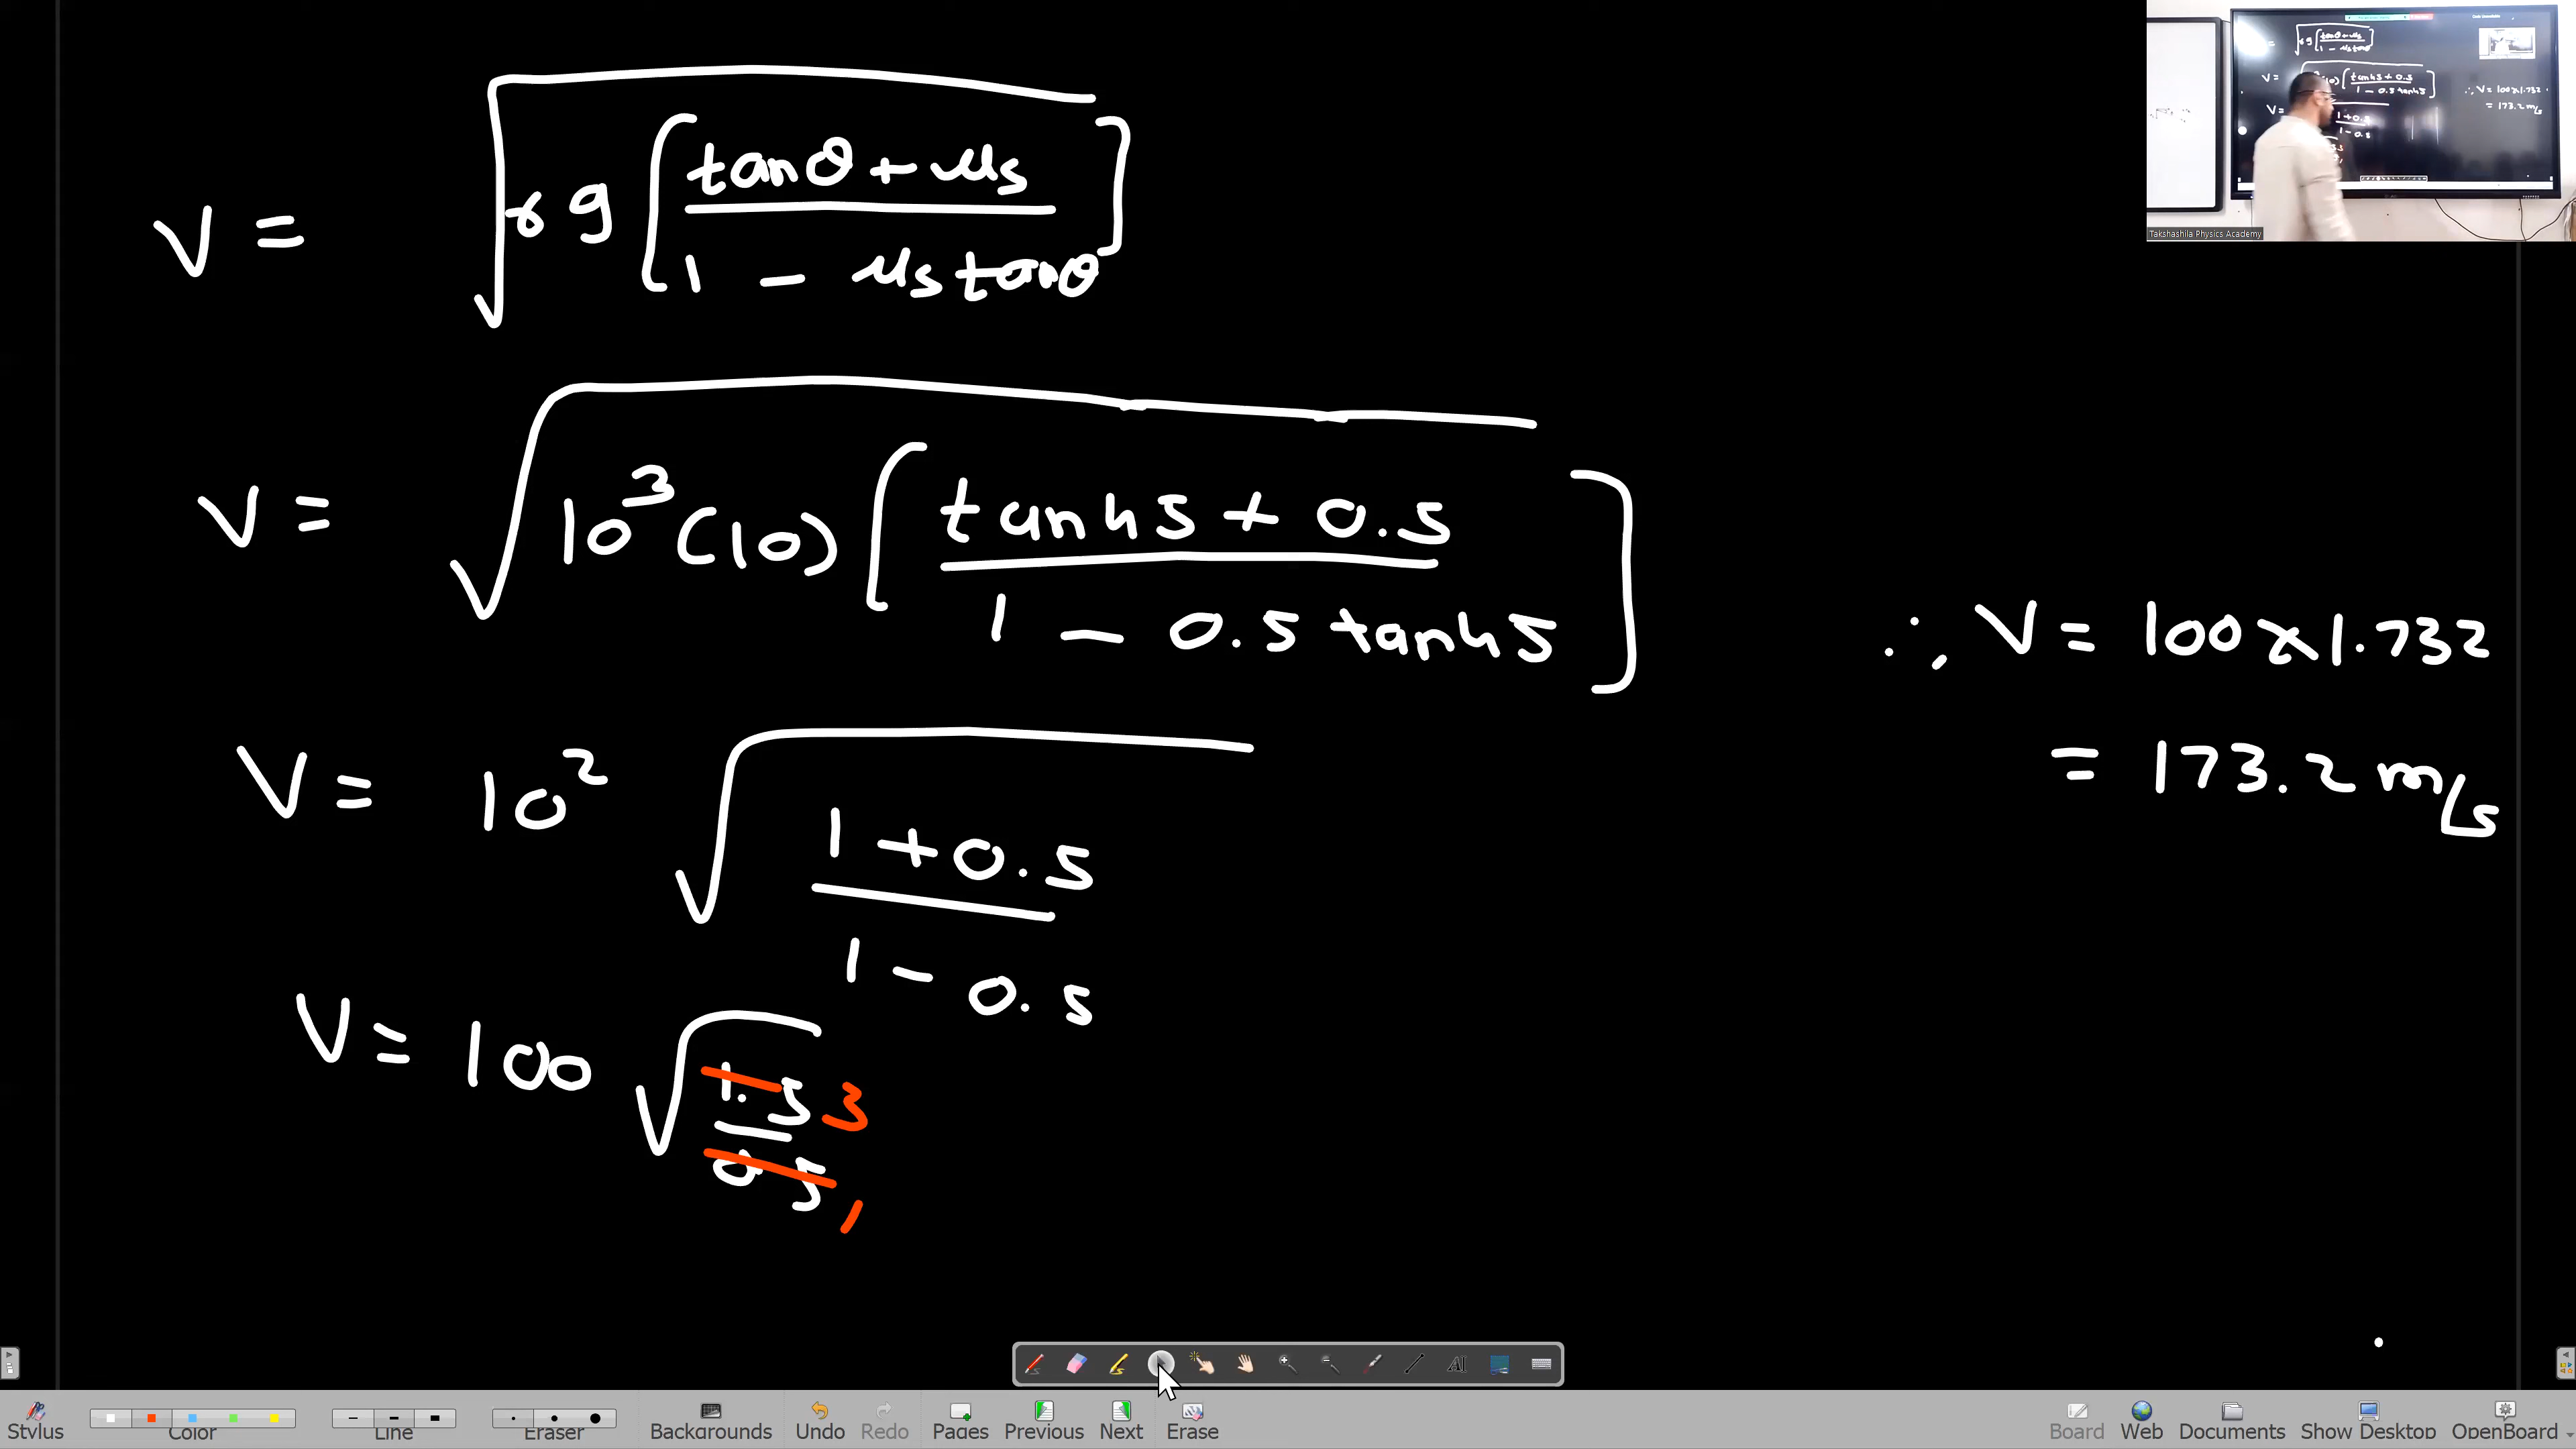 V = √rg[tanθ + μs / 1 - μs tanθ]
V = √10³(10)[tan45 + 0.5 / 1 - 0.5 tan45]
V = 10² √1 + 0.5 / 1 - 0.5
V = 100 √1.5 / 0.5 3 1
∴ V = 100 x 1.732
= 173.2 m/s
Takshashila Physics Academy
Stylus
Color
Line
Eraser
Backgrounds
Undo
Redo
Pages
Previous
Next
Erase
Board
Web
Documents
Show Desktop
OpenBoard